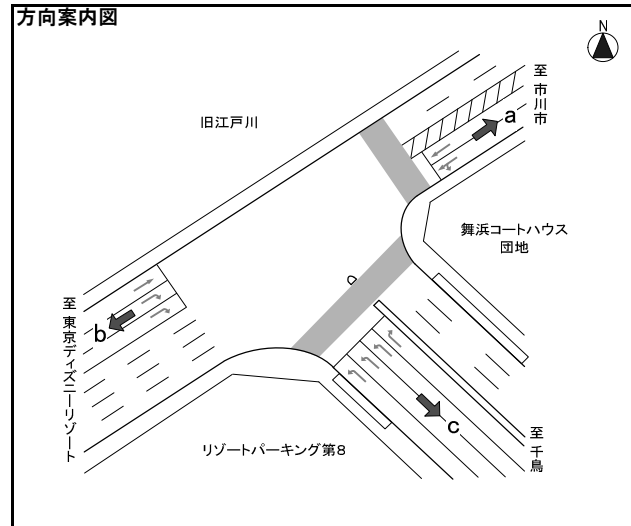 方向案内図
N
至 市川市
a
旧江戸川
舞浜コートハウス
団地
至 東京ディズニーリゾート
b
c
リゾートパーキング第8
至 千鳥